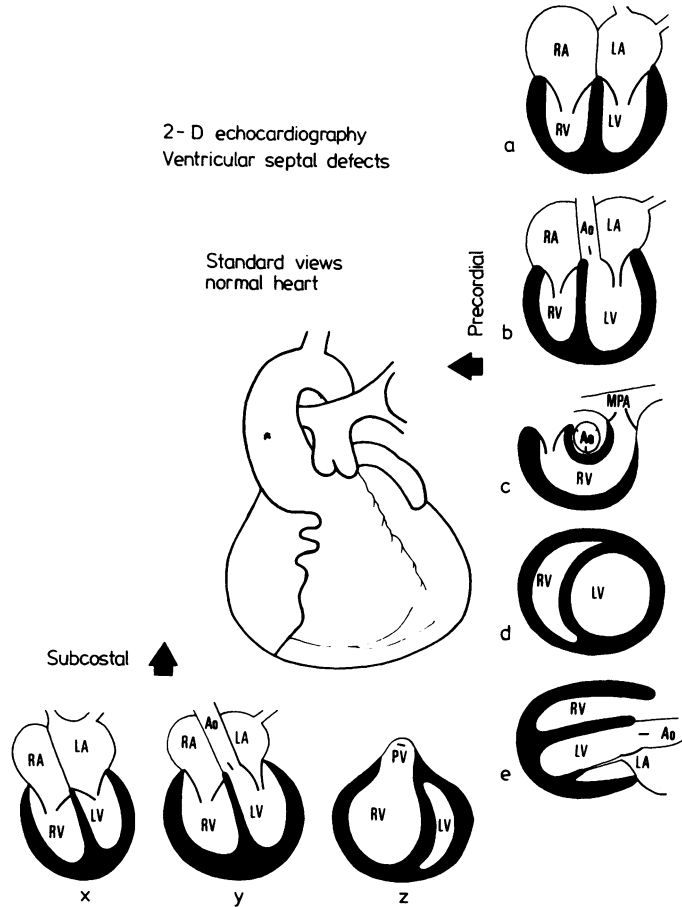 2-D echocardiography
Ventricular septal defects
Standard views
normal heart
Precordial
RA LA
RV LV
a
Ao
RA LA
RV LV
b
MPA
Ao
RV
c
RV
LV
d
RV
Ao
LV
LA
e
Subcostal
RA LA
RV LV
x
Ao
RA LA
RV LV
y
PV
RV LV
z